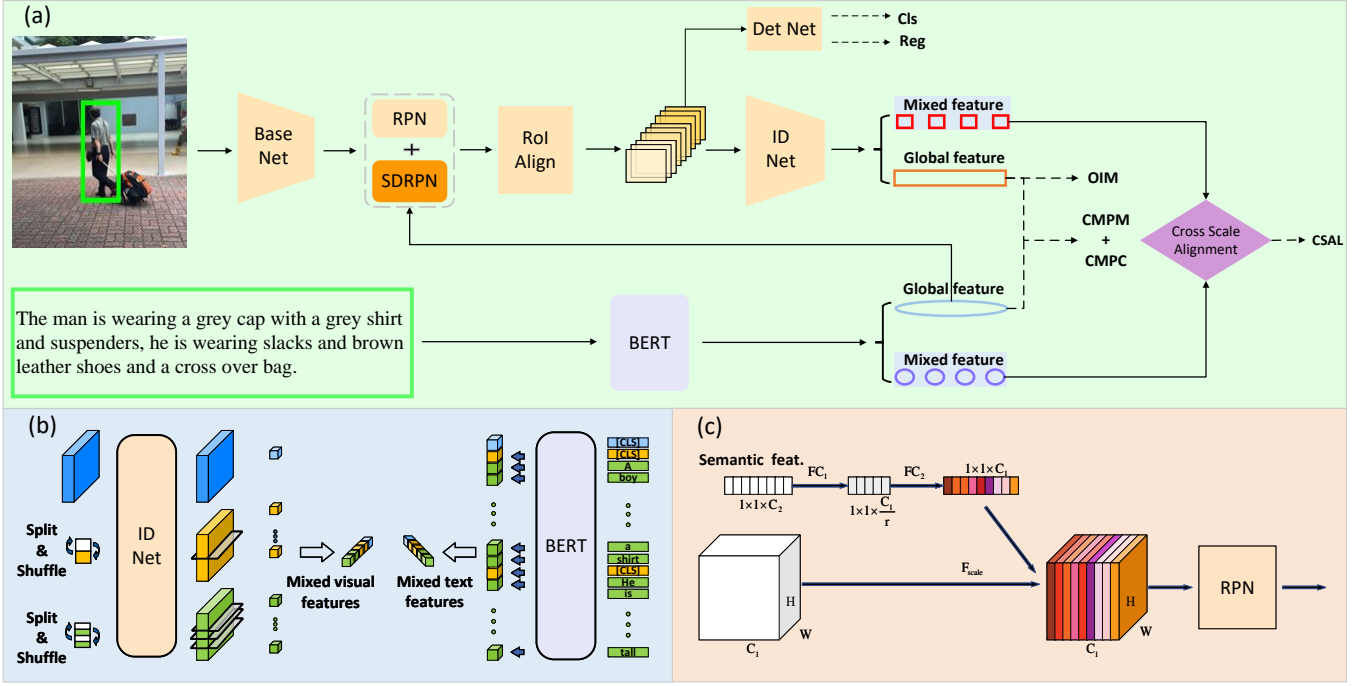 (a)
Det Net
Cls
Reg
Base
Net
RPN
+
SDRPN
RoI
Align
ID
Net
Mixed feature
Global feature
OIM
CMPM
+
CMPC
Cross Scale
Alignment
CSAL
The man is wearing a grey cap with a grey shirt
and suspenders, he is wearing slacks and brown
leather shoes and a cross over bag.
BERT
Global feature
Mixed feature
(b)
Split
&
Shuffle
Split
&
Shuffle
ID
Net
Mixed visual
features
Mixed text
features
BERT
[CLS]
[CLS]
A
boy
a
shirt
[CLS]
He
is
tall
(c)
Semantic feat.
1×1×C₂
FC₁
1×1×C₁/r
FC₂
1×1×C₁
H
W
C₁
F_scale
H
W
C₁
RPN